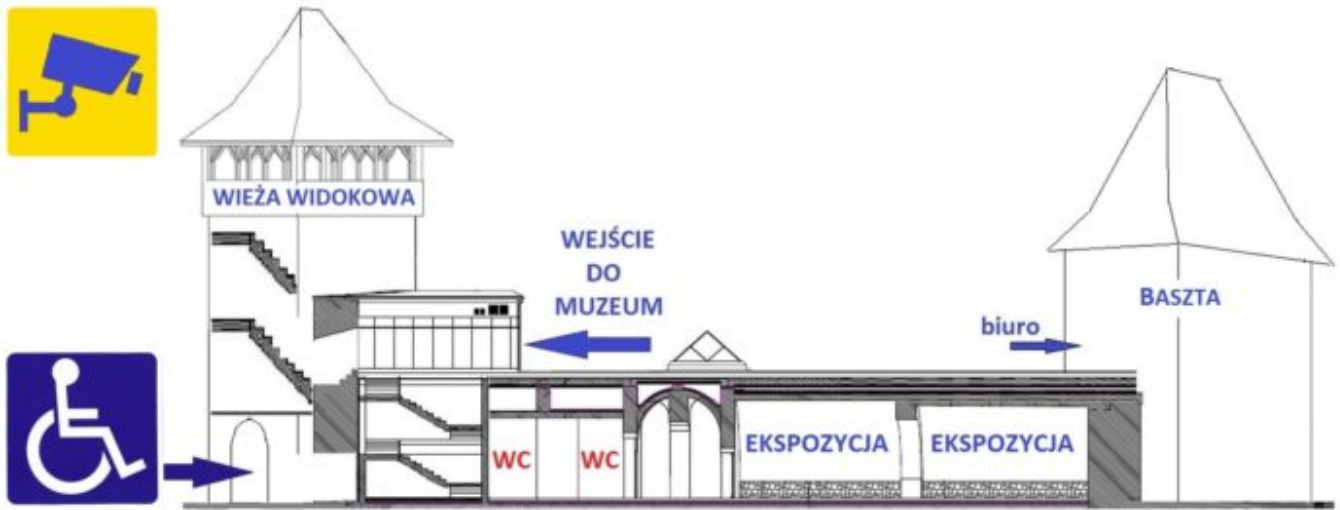 WIEŻA WIDOKOWA
WEJŚCIE
DO
MUZEUM
biuro
BASZTA
WC
WC
EKSPOZYCJA
EKSPOZYCJA